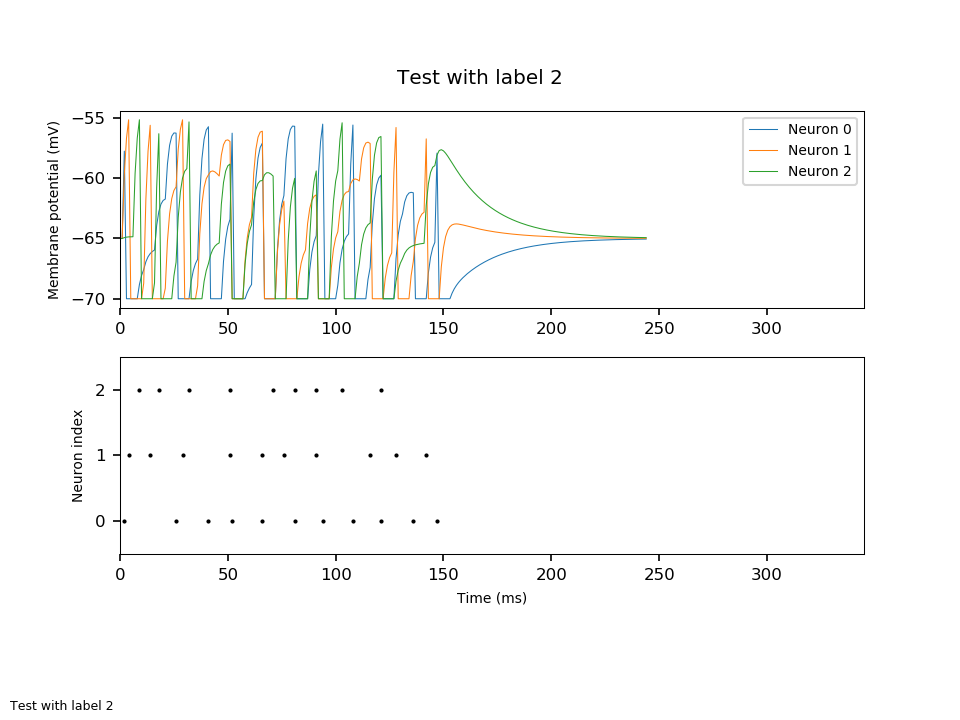 Test with label 2
Membrane potential (mV)
−55
−60
−65
−70
Neuron 0
Neuron 1
Neuron 2
0 50 100 150 200 250 300
Neuron index
2
1
0
0 50 100 150 200 250 300
Time (ms)
Test with label 2